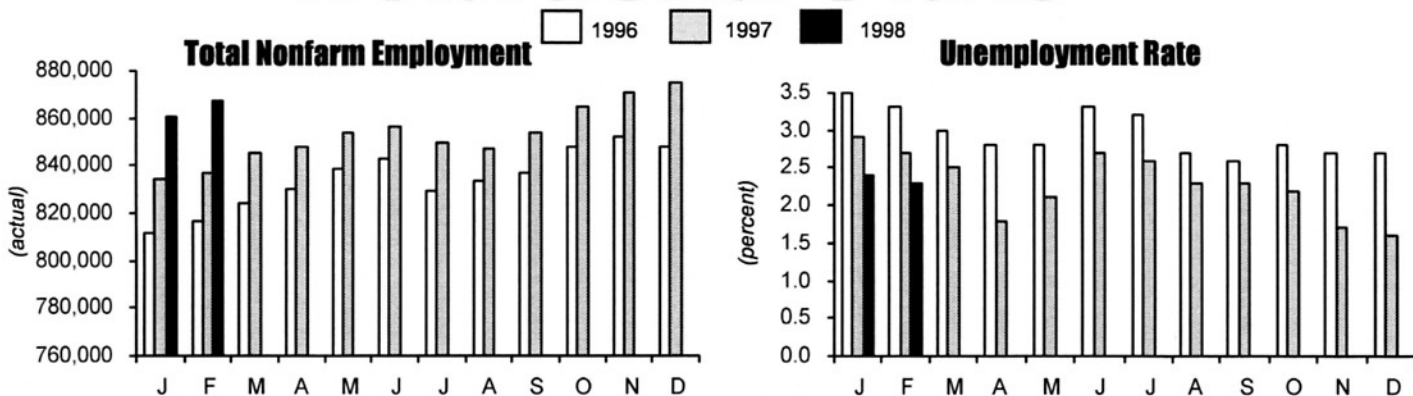 1996 1997 1998
Total Nonfarm Employment
880,000
860,000
840,000
820,000
800,000
780,000
760,000
(actual)
J F M A M J J A S O N D
Unemployment Rate
3.5
3.0
2.5
2.0
1.5
1.0
0.5
0.0
(percent)
J F M A M J J A S O N D